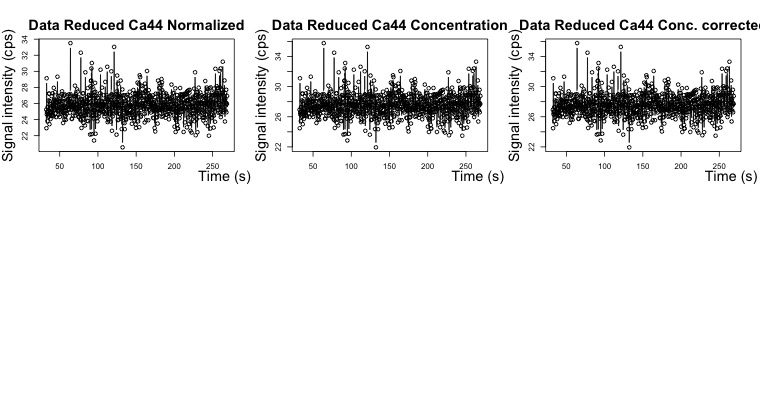 Data Reduced Ca44 Normalized
Signal intensity (cps)
22 24 26 28 30 32 34
50 100 150 200 250
Time (s)
Data Reduced Ca44 Concentration
Signal intensity (cps)
22 26 30 34
50 100 150 200 250
Time (s)
Data Reduced Ca44 Conc. correcte
Signal intensity (cps)
22 26 30 34
50 100 150 200 250
Time (s)